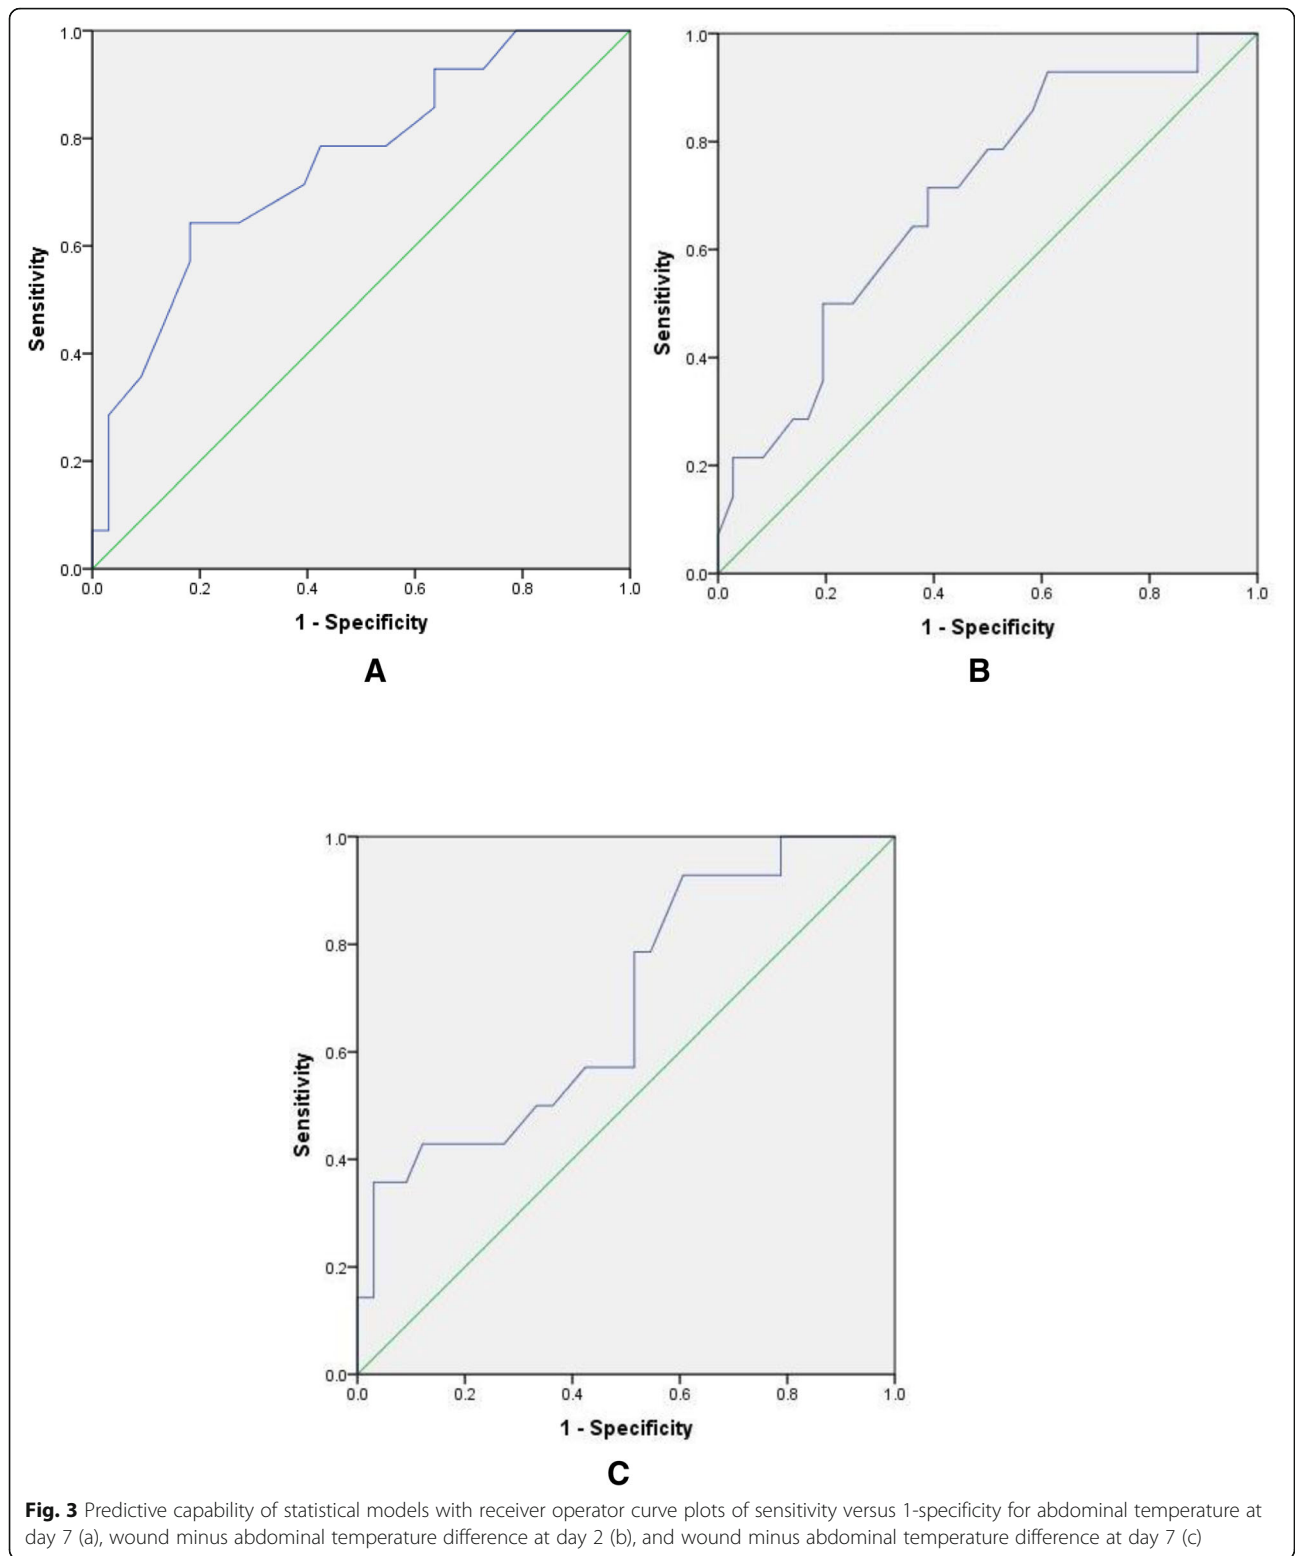 1.0
0.8
0.6
0.4
0.2
0.0
Sensitivity
0.0 0.2 0.4 0.6 0.8 1.0
1 - Specificity
A
1.0
0.8
0.6
0.4
0.2
0.0
Sensitivity
0.0 0.2 0.4 0.6 0.8 1.0
1 - Specificity
B
1.0
0.8
0.6
0.4
0.2
0.0
Sensitivity
0.0 0.2 0.4 0.6 0.8 1.0
1 - Specificity
C
Fig. 3 Predictive capability of statistical models with receiver operator curve plots of sensitivity versus 1-specificity for abdominal temperature at
day 7 (a), wound minus abdominal temperature difference at day 2 (b), and wound minus abdominal temperature difference at day 7 (c)